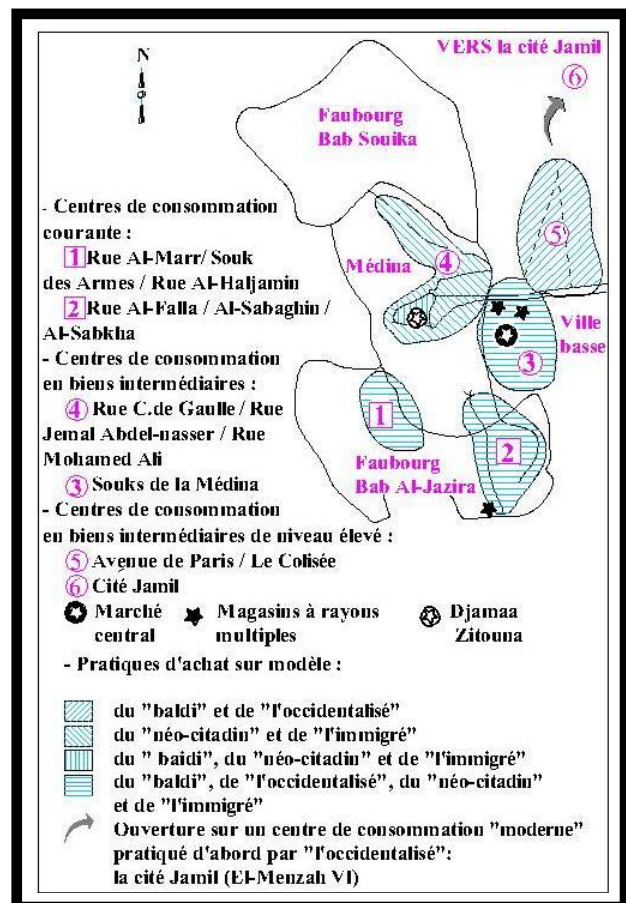 N
VERS la cité Jamil
6
Faubourg
Bab Souika
5
- Centres de consommation
courante :
1 Rue Al-Marr/ Souk
des Armes / Rue Al-Haljamin
2 Rue Al-Falla / Al-Sabaghin /
Al-Sabkha
- Centres de consommation
en biens intermédiaires :
4 Rue C.de Gaulle / Rue
Jemal Abdel-nasser / Rue
Mohamed Ali
3 Souks de la Médina
- Centres de consommation
en biens intermédiaires de niveau élevé :
5 Avenue de Paris / Le Colisée
6 Cité Jamil
Médina
4
Ville
basse
3
1
2
Faubourg
Bab Al-Jazira
Marché
central
Magasins à rayons
multiples
Djamaa
Zitouna
- Pratiques d'achat sur modèle :
du "baldi" et de "l'occidentalisé"
du "néo-citadin" et de "l'immigré"
du " baidi", du "néo-citadin" et de "l'immigré"
du "baldi", de "l'occidentalisé", du "néo-citadin"
et de "l'immigré"
Ouverture sur un centre de consommation "moderne"
pratiqué d'abord par "l'occidentalisé":
la cité Jamil (El-Menzah VI)